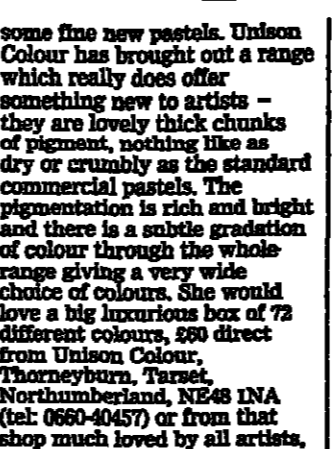 some fine new pastels. Unison
Colour has brought out a range
which really does offer
something new to artists –
they are lovely thick chunks
of pigment, nothing like as
dry or crumbly as the standard
commercial pastels. The
pigmentation is rich and bright
and there is a subtle gradation
of colour through the whole
range giving a very wide
choice of colours. She would
love a big luxurious box of 72
different colours, £60 direct
from Unison Colour,
Thorneyburn, Tarset,
Northumberland, NE48 1NA
(tel: 0660-40457) or from that
shop much loved by all artists,